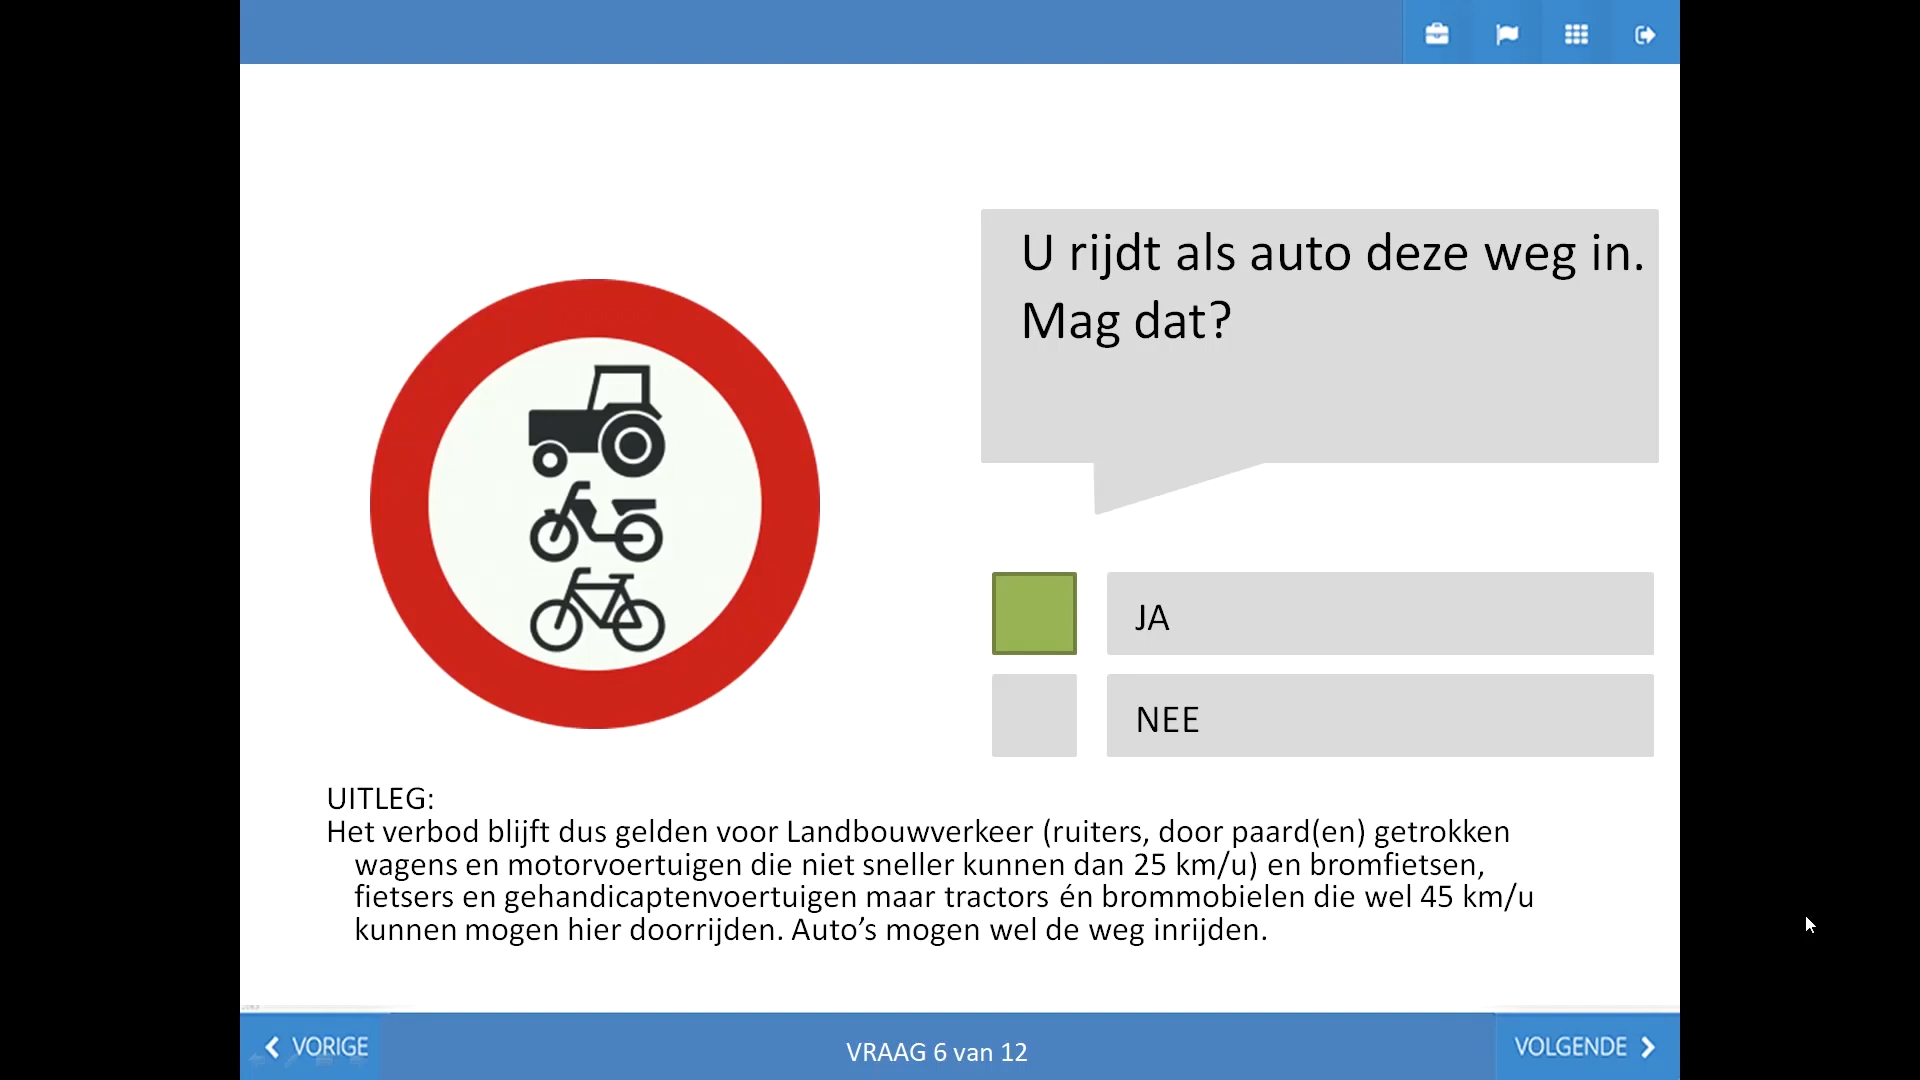 U rijdt als auto deze weg in.
Mag dat?
JA
NEE
UITLEG:
Het verbod blijft dus gelden voor Landbouwverkeer (ruiters, door paard(en) getrokken
wagens en motorvoertuigen die niet sneller kunnen dan 25 km/u) en bromfietsen,
fietsers en gehandicaptenvoertuigen maar tractors én brommobielen die wel 45 km/u
kunnen mogen hier doorrijden. Auto’s mogen wel de weg inrijden.
VORIGE
VRAAG 6 van 12
VOLGENDE